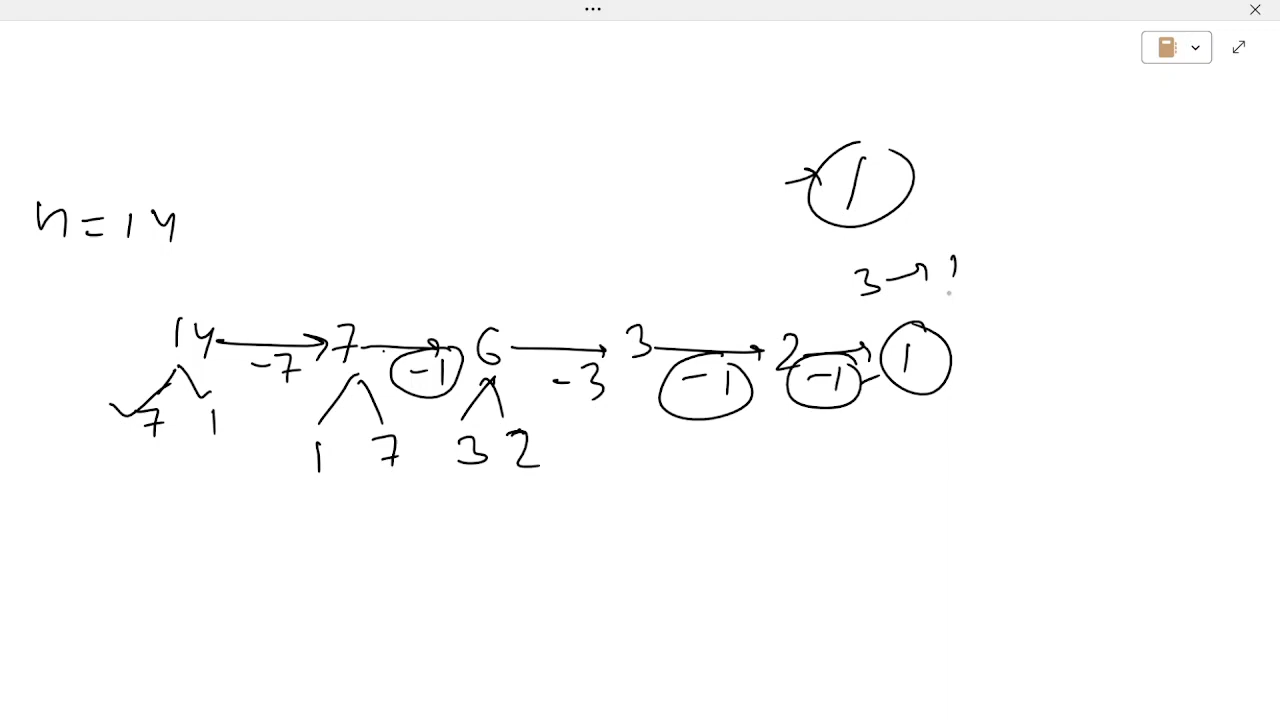 1
n = 14
3 → 1
14 → 7 → 6 → 3 → 2 → 1
-7 -1 -3 -1 -1
7 1 1 7 3 2